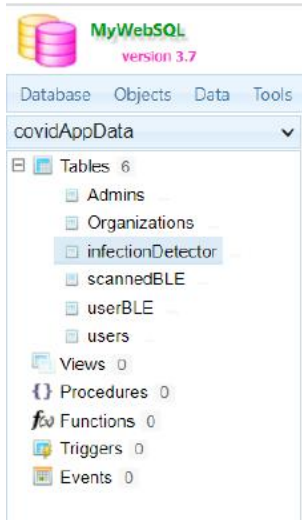 MyWebSQL
version 3.7
Database Objects Data Tools
covidAppData
Tables 6
Admins
Organizations
infectionDetector
scannedBLE
userBLE
users
Views 0
{} Procedures 0
f(x) Functions 0
Triggers 0
Events 0